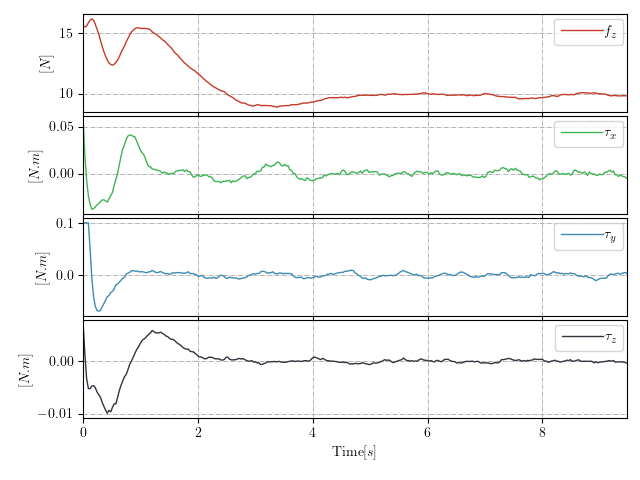 15
10
[N]
f_z
0.05
0.00
[N.m]
τ_x
0.1
0.0
[N.m]
τ_y
0.00
−0.01
[N.m]
τ_z
0 2 4 6 8
Time[s]